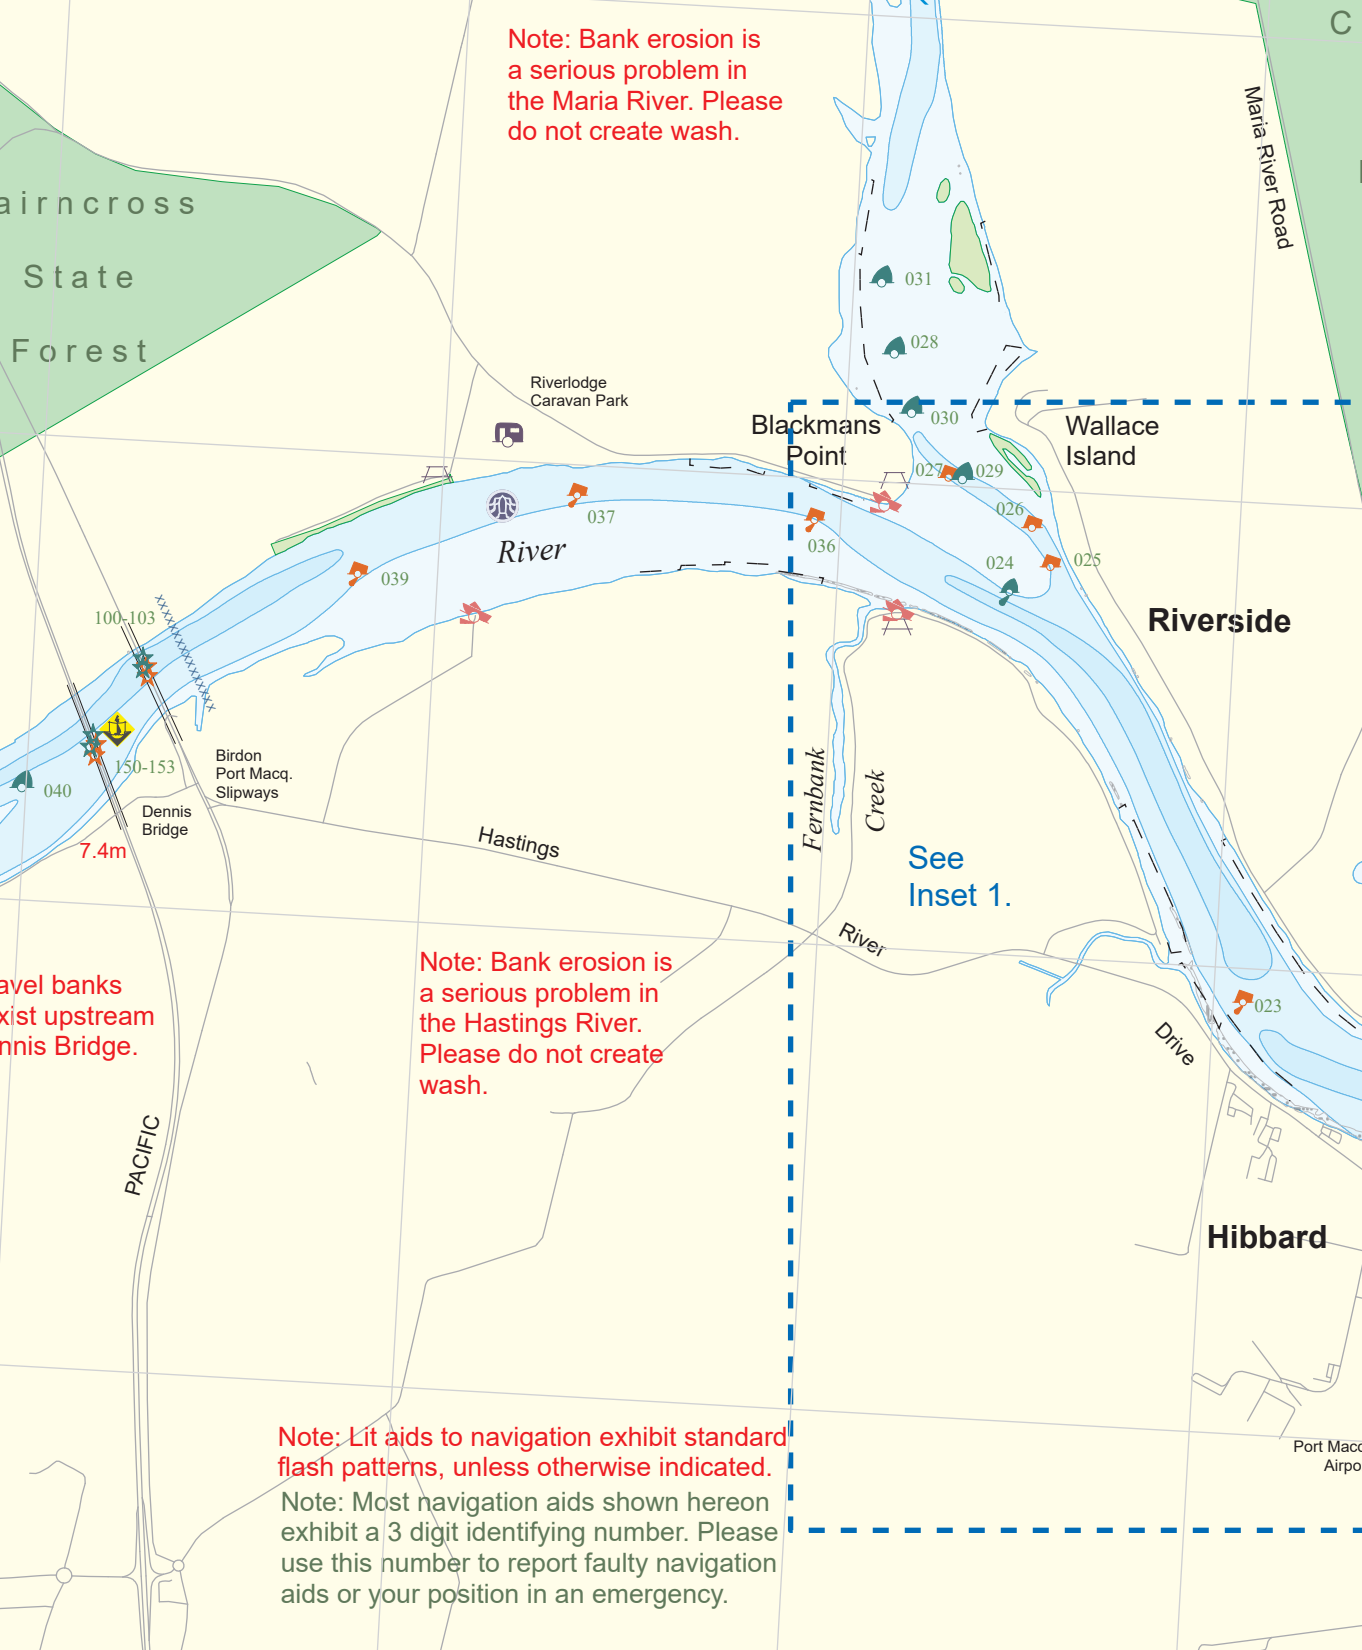 Note: Bank erosion is
a serious problem in
the Maria River. Please
do not create wash.
C
Maria River Road
airncross
State
Forest
031
028
030
Riverlodge
Caravan Park
Blackmans
Point
Wallace
Island
027
029
026
025
024
037
036
River
039
Riverside
100-103
150-153
040
Birdon
Port Macq.
Slipways
Dennis
Bridge
7.4m
Hastings
Fernbank
Creek
See
Inset 1.
River
Note: Bank erosion is
a serious problem in
the Hastings River.
Please do not create
wash.
avel banks
xist upstream
nnis Bridge.
023
Drive
PACIFIC
Hibbard
Port Macq
Airpo
Note: Lit aids to navigation exhibit standard
flash patterns, unless otherwise indicated.
Note: Most navigation aids shown hereon
exhibit a 3 digit identifying number. Please
use this number to report faulty navigation
aids or your position in an emergency.